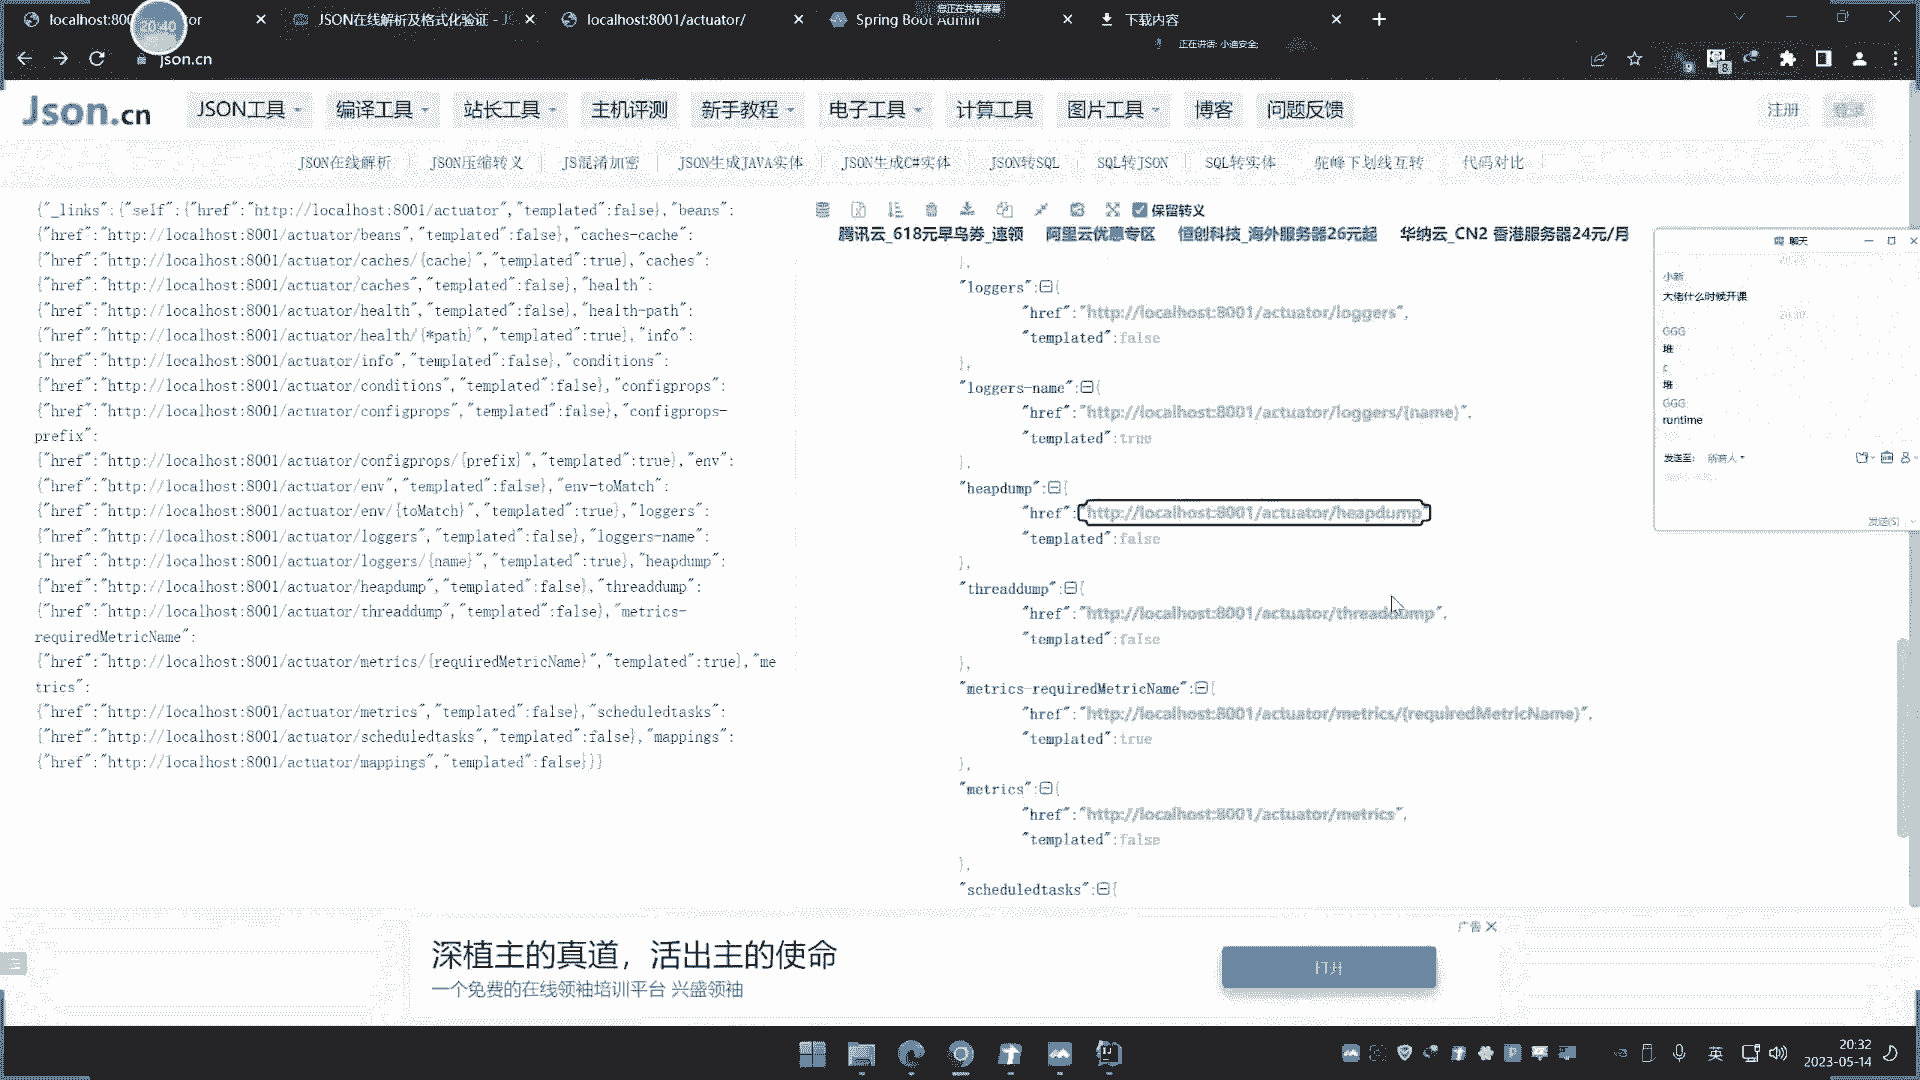 JSON在线解析及格式化验证 - JS
localhost:8001/actuator/
Spring Boot Admin
下载内容
您正在共享屏幕
20:40
正在讲话: 小迪安全;
json.cn
9
8
Json.cn
JSON工具
编译工具
站长工具
主机评测
新手教程
电子工具
计算工具
图片工具
博客
问题反馈
注册
登录
JSON在线解析
JSON压缩转义
JS混淆加密
JSON生成JAVA实体
JSON生成C#实体
JSON转SQL
SQL转JSON
SQL转实体
驼峰下划线互转
代码对比
{"_links":{"self":{"href":"http://localhost:8001/actuator","templated":false},"beans":
{"href":"http://localhost:8001/actuator/beans","templated":false},"caches-cache":
{"href":"http://localhost:8001/actuator/caches/{cache}","templated":true},"caches":
{"href":"http://localhost:8001/actuator/caches","templated":false},"health":
{"href":"http://localhost:8001/actuator/health","templated":false},"health-path":
{"href":"http://localhost:8001/actuator/health/{*path}","templated":true},"info":
{"href":"http://localhost:8001/actuator/info","templated":false},"conditions":
{"href":"http://localhost:8001/actuator/conditions","templated":false},"configprops":
{"href":"http://localhost:8001/actuator/configprops","templated":false},"configprops-
prefix":
{"href":"http://localhost:8001/actuator/configprops/{prefix}","templated":true},"env":
{"href":"http://localhost:8001/actuator/env","templated":false},"env-toMatch":
{"href":"http://localhost:8001/actuator/env/{toMatch}","templated":true},"loggers":
{"href":"http://localhost:8001/actuator/loggers","templated":false},"loggers-name":
{"href":"http://localhost:8001/actuator/loggers/{name}","templated":true},"heapdump":
{"href":"http://localhost:8001/actuator/heapdump","templated":false},"threaddump":
{"href":"http://localhost:8001/actuator/threaddump","templated":false},"metrics-
requiredMetricName":
{"href":"http://localhost:8001/actuator/metrics/{requiredMetricName}","templated":true},"me
trics":
{"href":"http://localhost:8001/actuator/metrics","templated":false},"scheduledtasks":
{"href":"http://localhost:8001/actuator/scheduledtasks","templated":false},"mappings":
{"href":"http://localhost:8001/actuator/mappings","templated":false}}}
保留转义
腾讯云_618元早鸟券_速领
阿里云优惠专区
恒创科技_海外服务器26元起
华纳云_CN2 香港服务器24元/月
},
"loggers":{
"href":"http://localhost:8001/actuator/loggers",
"templated":false
},
"loggers-name":{
"href":"http://localhost:8001/actuator/loggers/{name}",
"templated":true
},
"heapdump":{
"href":"http://localhost:8001/actuator/heapdump"
"templated":false
},
"threaddump":{
"href":"http://localhost:8001/actuator/threaddump",
"templated":false
},
"metrics-requiredMetricName":{
"href":"http://localhost:8001/actuator/metrics/{requiredMetricName}",
"templated":true
},
"metrics":{
"href":"http://localhost:8001/actuator/metrics",
"templated":false
},
"scheduledtasks":{
聊天
小新
大佬什么时候开课
GGG
堆
r
堆
GGG
runtime
发送至:
所有人
发送(S)
广告
深植主的真道，活出主的使命
一个免费的在线领袖培训平台 兴盛领袖
打开
英
20:32
2023-05-14